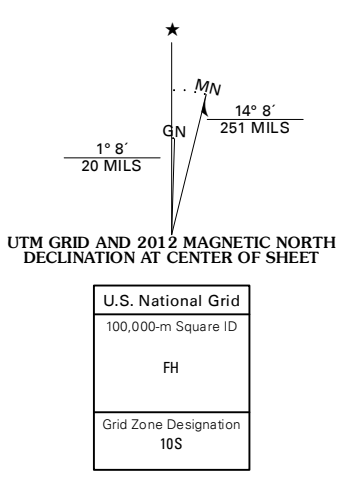 ★
MN
14° 8´
251 MILS
GN
1° 8´
20 MILS
UTM GRID AND 2012 MAGNETIC NORTH
DECLINATION AT CENTER OF SHEET
U.S. National Grid
100,000-m Square ID
FH
Grid Zone Designation
10S